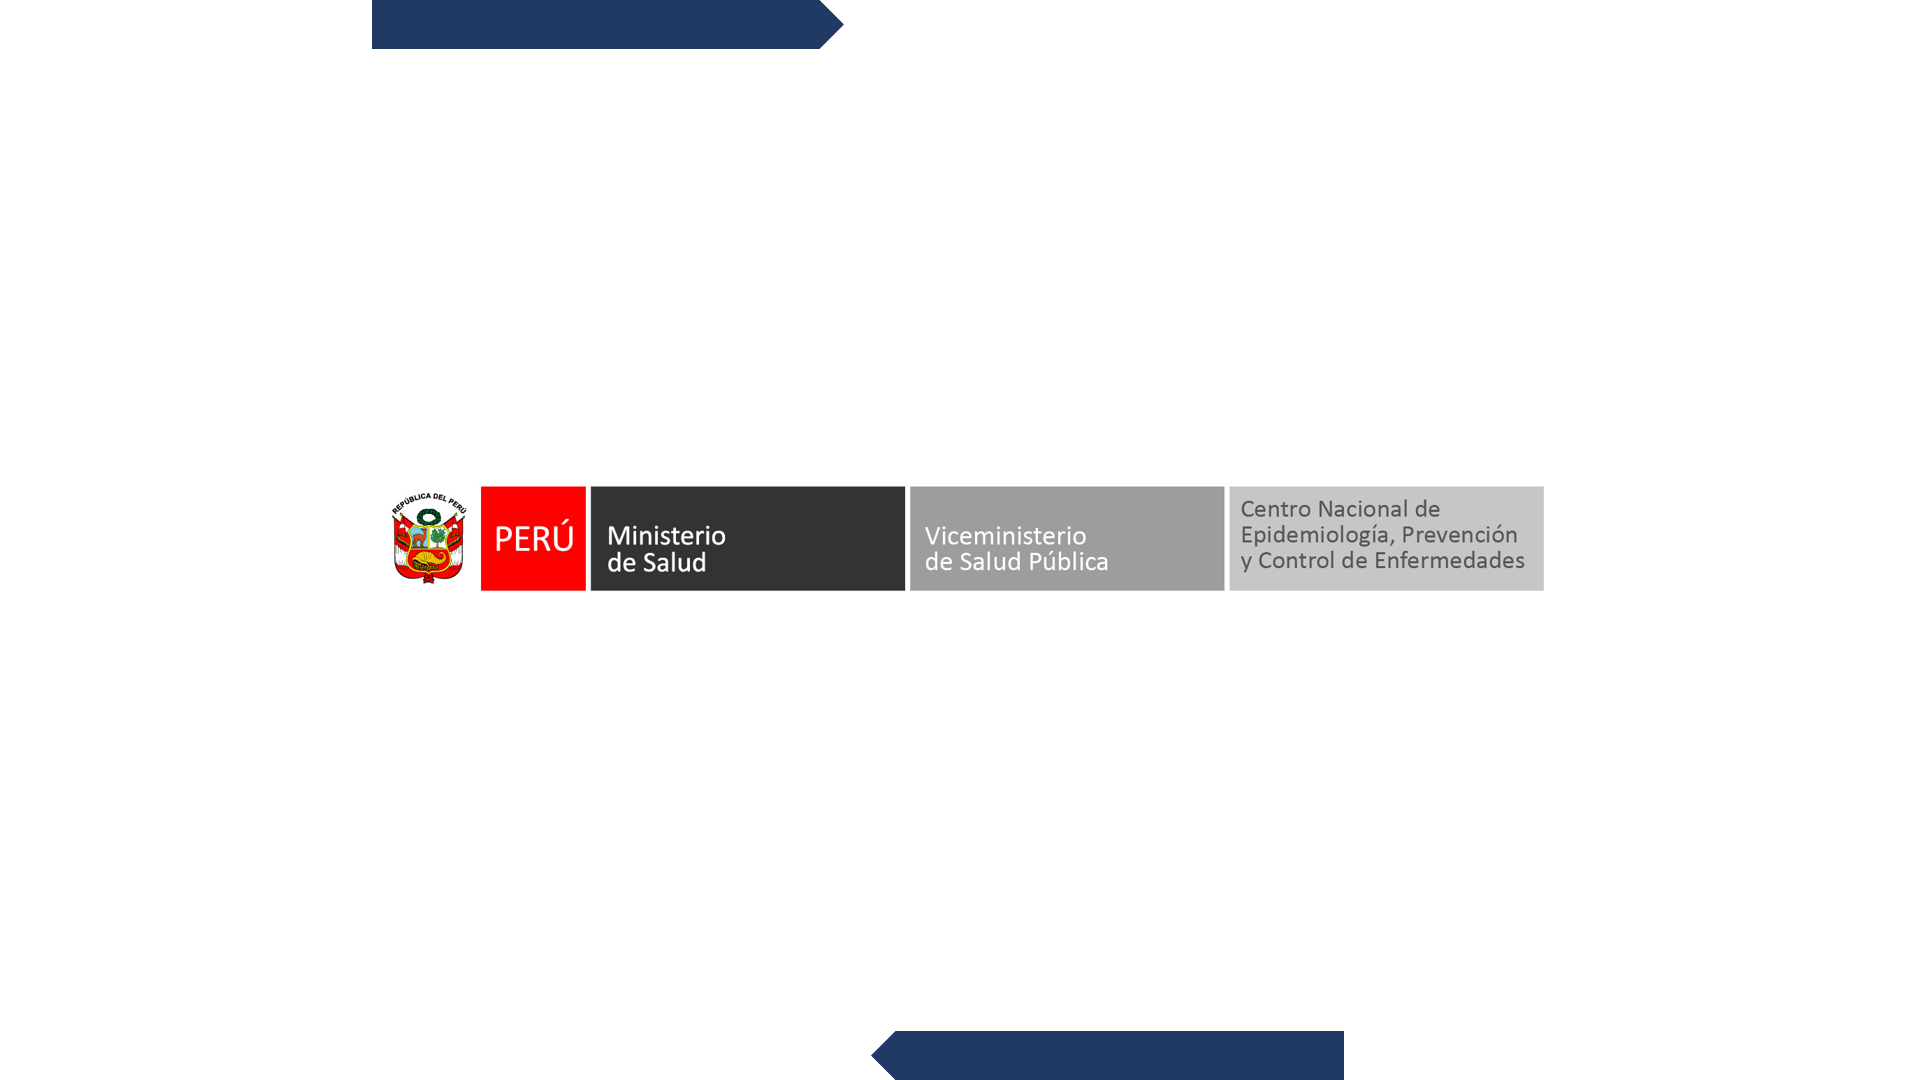 REPÚBLICA DEL PERÚ
PERÚ
Ministerio
de Salud
Viceministerio
de Salud Pública
Centro Nacional de
Epidemiología, Prevención
y Control de Enfermedades